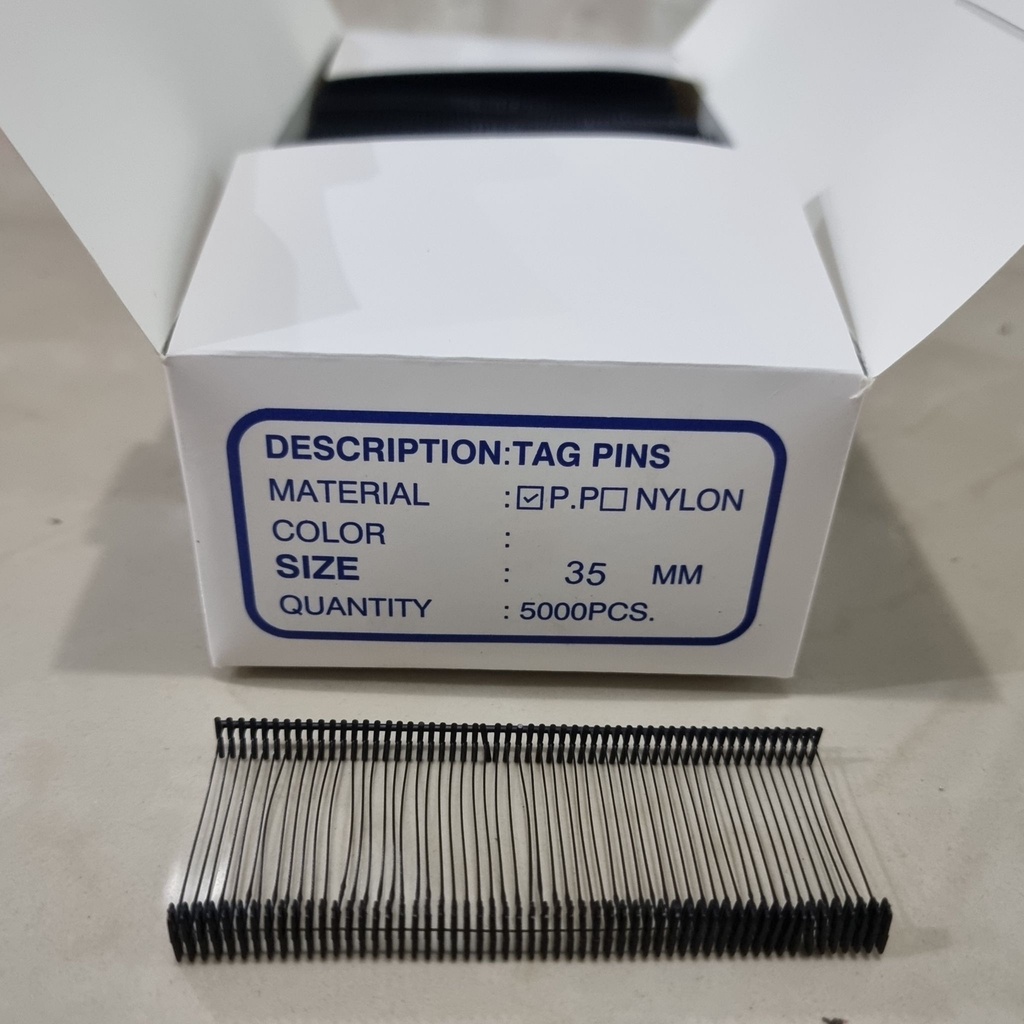 DESCRIPTION:TAG PINS
MATERIAL : ☑P.P☐ NYLON
COLOR :
SIZE : 35 MM
QUANTITY : 5000PCS.